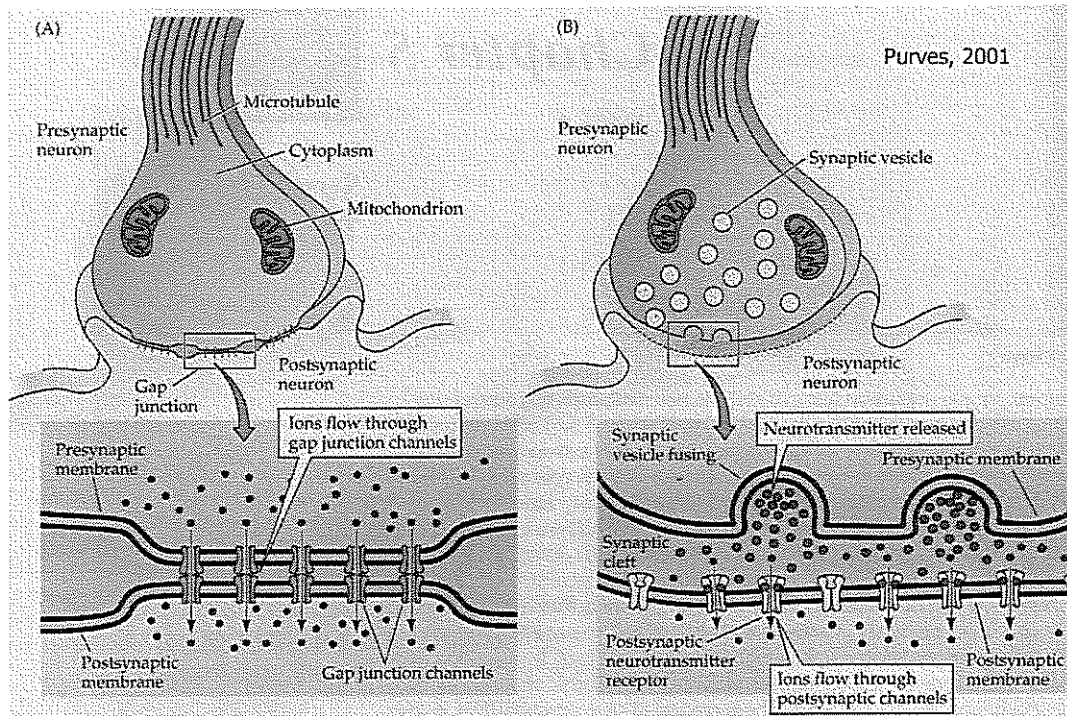 (A)
Microtubule
Presynaptic
neuron
Cytoplasm
Mitochondrion
Postsynaptic
neuron
Gap
junction
Ions flow through
gap junction channels
Presynaptic
membrane
Postsynaptic
membrane
Gap junction channels
(B)
Purves, 2001
Presynaptic
neuron
Synaptic vesicle
Postsynaptic
neuron
Neurotransmitter released
Synaptic
vesicle fusing
Presynaptic membrane
Synaptic
cleft
Postsynaptic
neurotransmitter
receptor
Ions flow through
postsynaptic channels
Postsynaptic
membrane